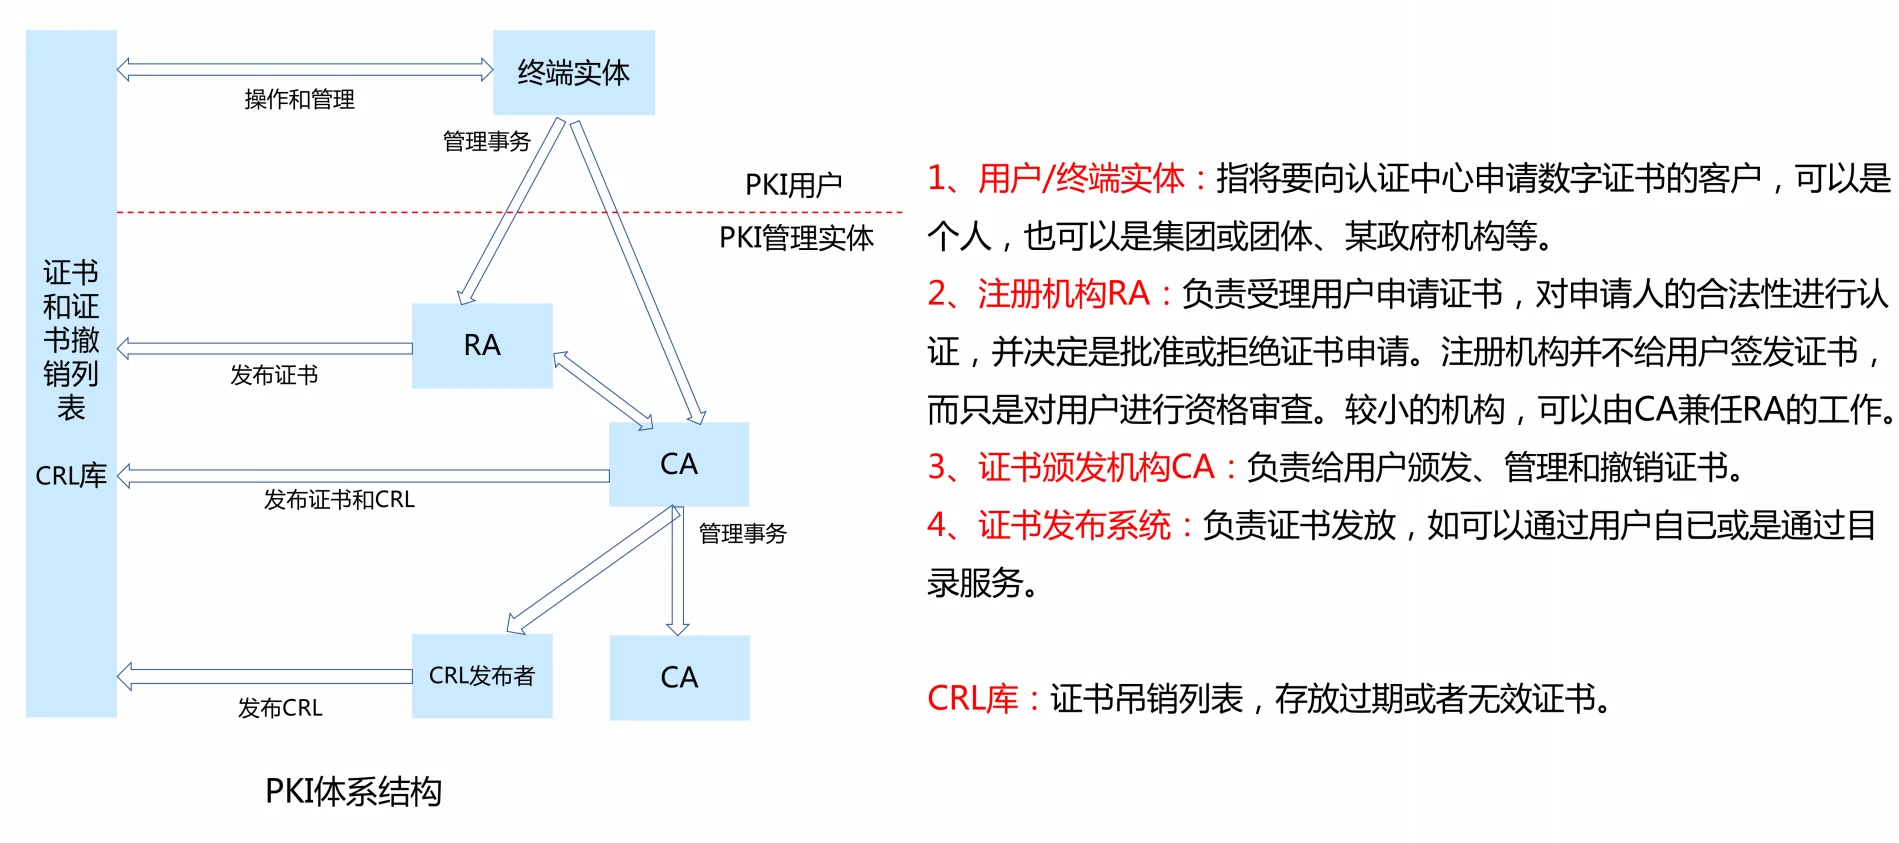 终端实体
操作和管理
管理事务
PKI用户
PKI管理实体
证书
和证
书撤
销列
表
CRL库
RA
发布证书
CA
发布证书和CRL
管理事务
CRL发布者
CA
发布CRL
PKI体系结构
1、用户/终端实体：指将要向认证中心申请数字证书的客户，可以是
个人，也可以是集团或团体、某政府机构等。
2、注册机构RA：负责受理用户申请证书，对申请人的合法性进行认
证，并决定是批准或拒绝证书申请。注册机构并不给用户签发证书，
而只是对用户进行资格审查。较小的机构，可以由CA兼任RA的工作。
3、证书颁发机构CA：负责给用户颁发、管理和撤销证书。
4、证书发布系统：负责证书发放，如可以通过用户自已或是通过目
录服务。
CRL库：证书吊销列表，存放过期或者无效证书。